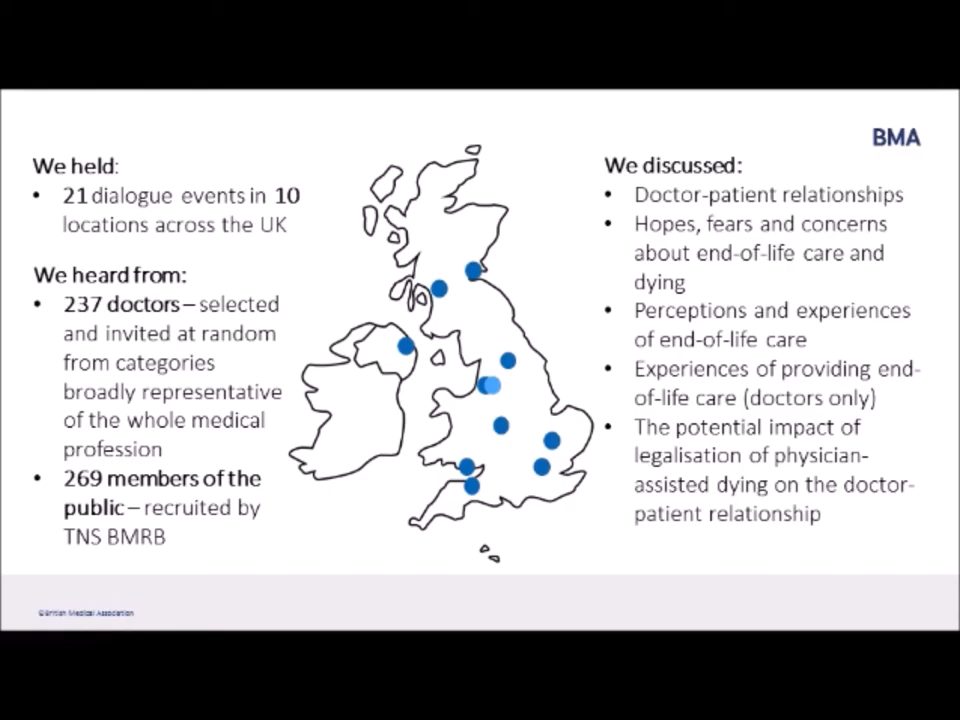 BMA
We held:
• 21 dialogue events in 10
locations across the UK
We heard from:
• 237 doctors – selected
and invited at random
from categories
broadly representative
of the whole medical
profession
• 269 members of the
public – recruited by
TNS BMRB
We discussed:
• Doctor-patient relationships
• Hopes, fears and concerns
about end-of-life care and
dying
• Perceptions and experiences
of end-of-life care
• Experiences of providing end-
of-life care (doctors only)
• The potential impact of
legalisation of physician-
assisted dying on the doctor-
patient relationship
©British Medical Association